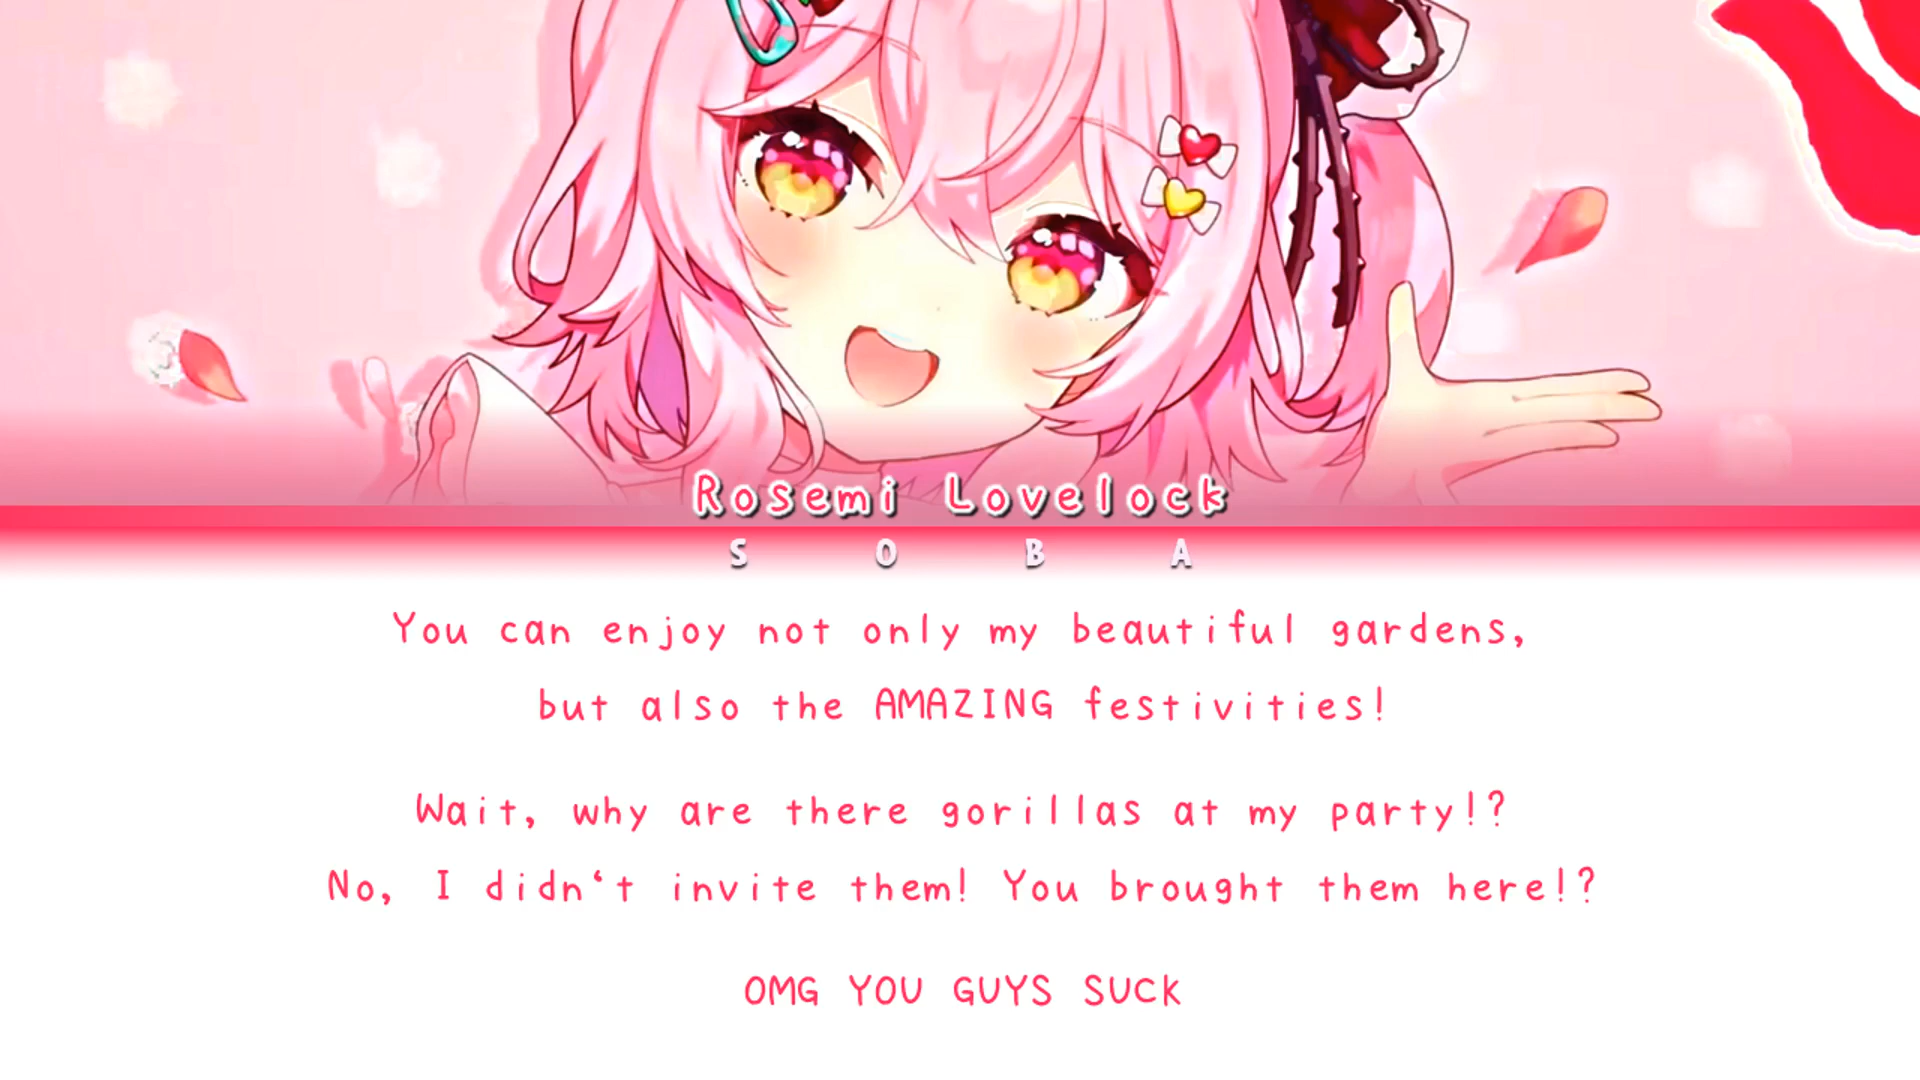 Rosemi Lovelock
S O B A
You can enjoy not only my beautiful gardens,
but also the AMAZING festivities!
Wait, why are there gorillas at my party!?
No, I didn‘t invite them! You brought them here!?
OMG YOU GUYS SUCK